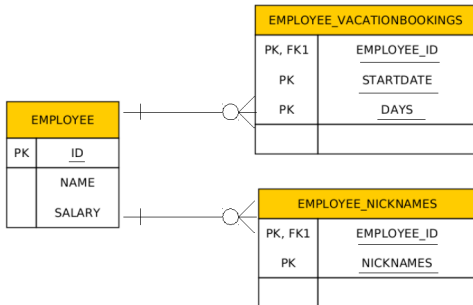 EMPLOYEE_VACATIONBOOKINGS
PK, FK1 EMPLOYEE_ID
PK STARTDATE
PK DAYS
EMPLOYEE
PK ID
NAME
SALARY
EMPLOYEE_NICKNAMES
PK, FK1 EMPLOYEE_ID
PK NICKNAMES